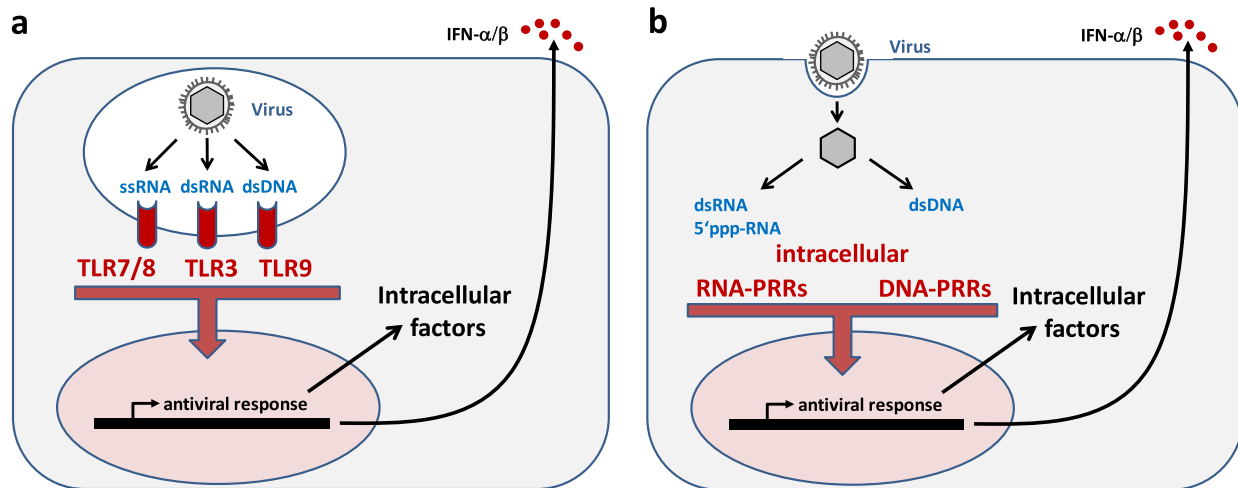 a
IFN-α/β
Virus
ssRNA dsRNA dsDNA
TLR7/8 TLR3 TLR9
Intracellular
factors
antiviral response
b
IFN-α/β
Virus
dsRNA
5‘ppp-RNA
dsDNA
intracellular
RNA-PRRs DNA-PRRs
Intracellular
factors
antiviral response